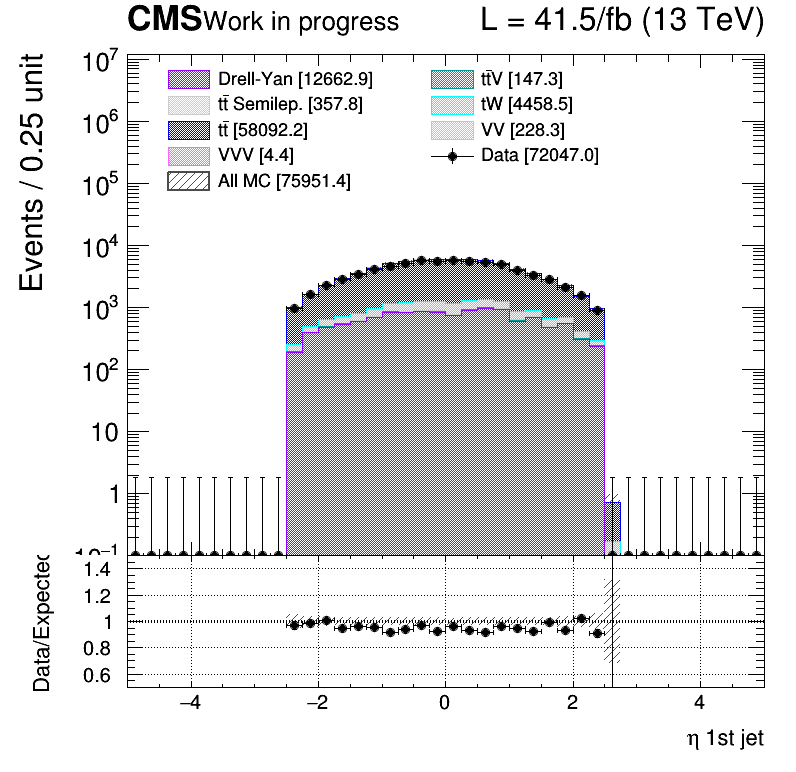 CMS Work in progress L = 41.5/fb (13 TeV)
Events / 0.25 unit
10⁷
10⁶
10⁵
10⁴
10³
10²
10
1
10⁻¹
Drell-Yan [12662.9]
tt̄ Semilep. [357.8]
tt̄ [58092.2]
VVV [4.4]
All MC [75951.4]
tt̄V [147.3]
tW [4458.5]
VV [228.3]
Data [72047.0]
Data/Expected
1.4
1.2
1
0.8
0.6
−4 −2 0 2 4
η 1st jet